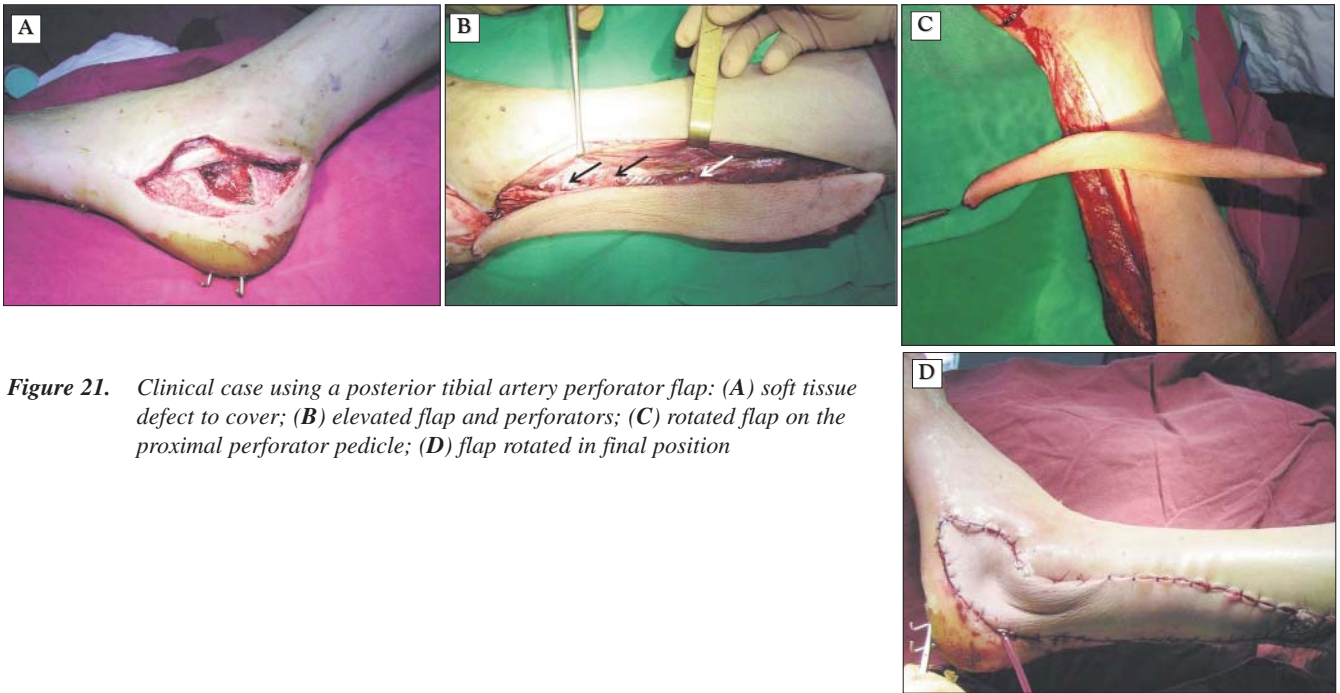 A
B
C
Figure 21. Clinical case using a posterior tibial artery perforator flap: (A) soft tissue
defect to cover; (B) elevated flap and perforators; (C) rotated flap on the
proximal perforator pedicle; (D) flap rotated in final position
D